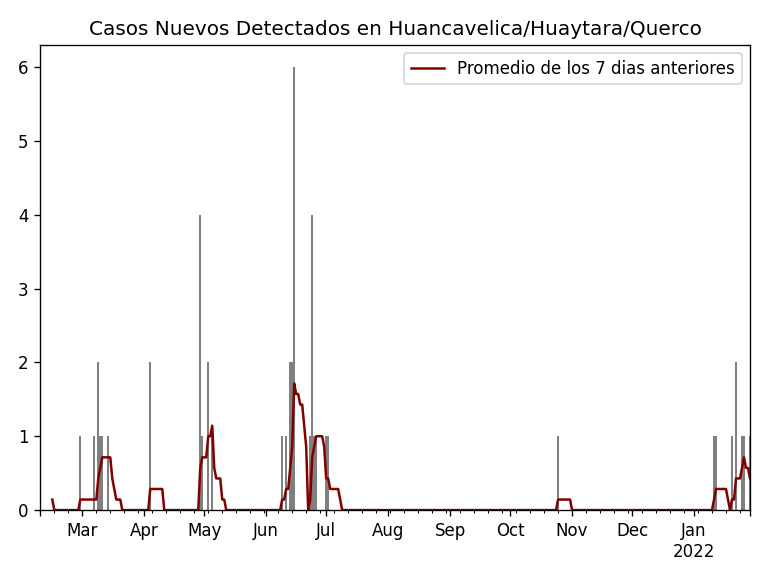 Casos Nuevos Detectados en Huancavelica/Huaytara/Querco
Promedio de los 7 dias anteriores
6
5
4
3
2
1
0
Mar Apr May Jun Jul Aug Sep Oct Nov Dec Jan
2022